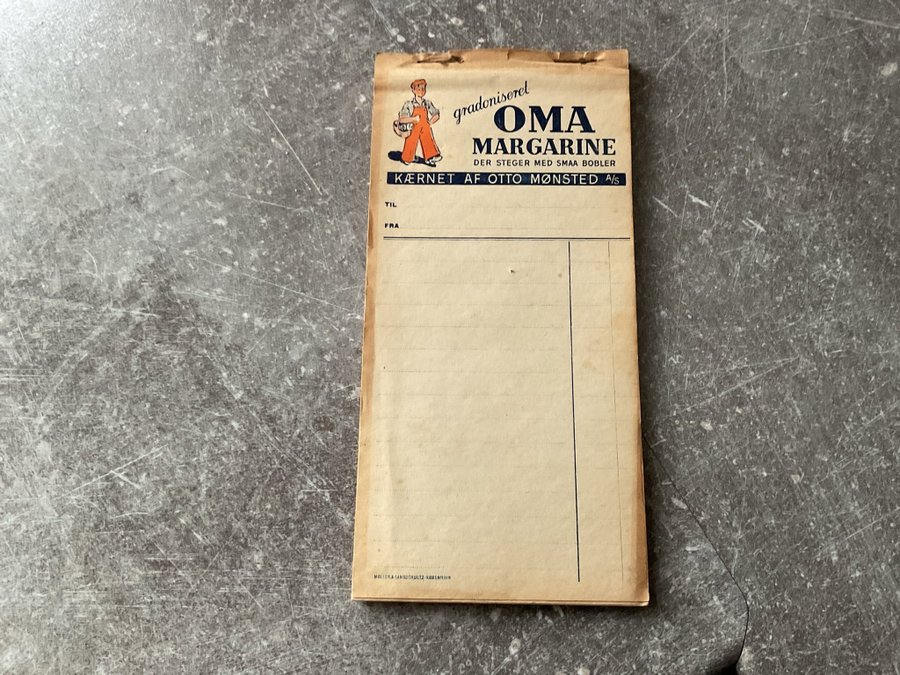 gradoniseret
OMA
MARGARINE
DER STEGER MED SMAA BOBLER
KÆRNET AF OTTO MØNSTED A/S
TIL
FRA